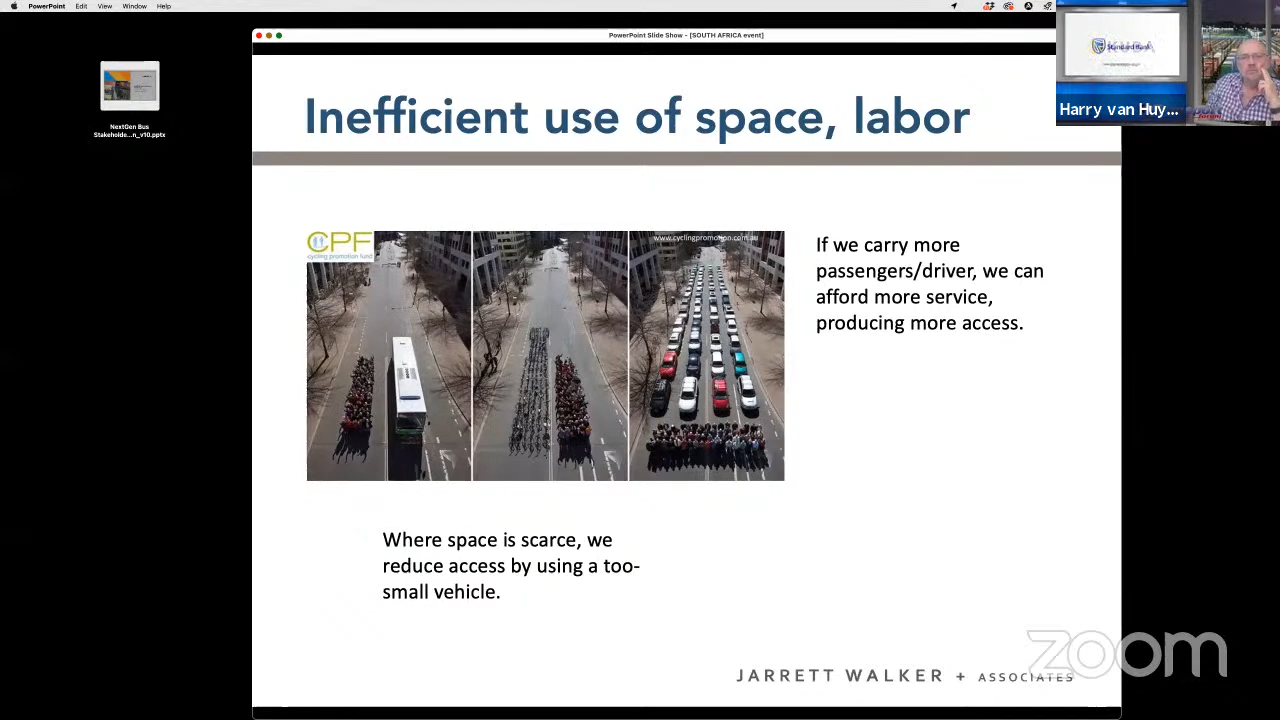 PowerPoint Edit View Window Help
PowerPoint Slide Show - [SOUTH AFRICA event]
Standard Bank
Harry van Huy...
NextGen Bus
Stakeholde...n_v10.pptx
Inefficient use of space, labor
CPF
cycling promotion fund
www.cyclingpromotion.com.au
If we carry more
passengers/driver, we can
afford more service,
producing more access.
Where space is scarce, we
reduce access by using a too-
small vehicle.
zoom
JARRETT WALKER + ASSOCIATES